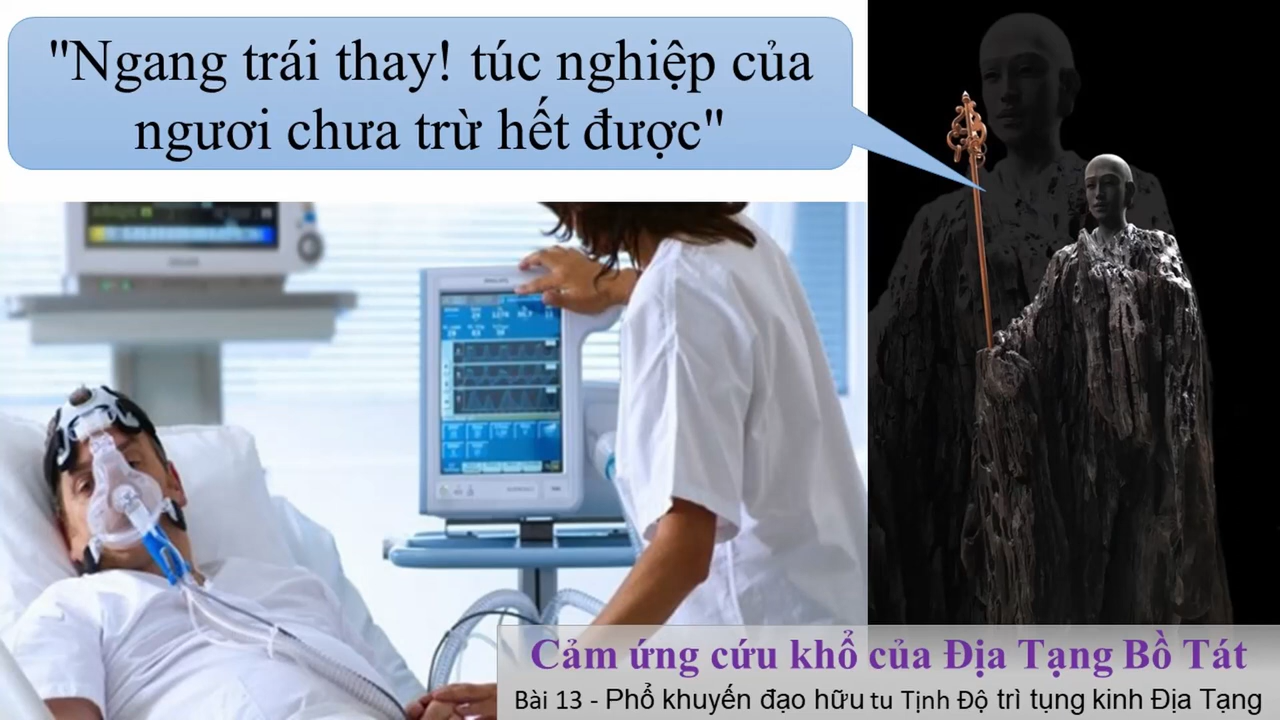 "Ngang trái thay! túc nghiệp của
ngươi chưa trừ hết được"
Cảm ứng cứu khổ của Địa Tạng Bồ Tát
Bài 13 - Phổ khuyến đạo hữu tu Tịnh Độ trì tụng kinh Địa Tạng